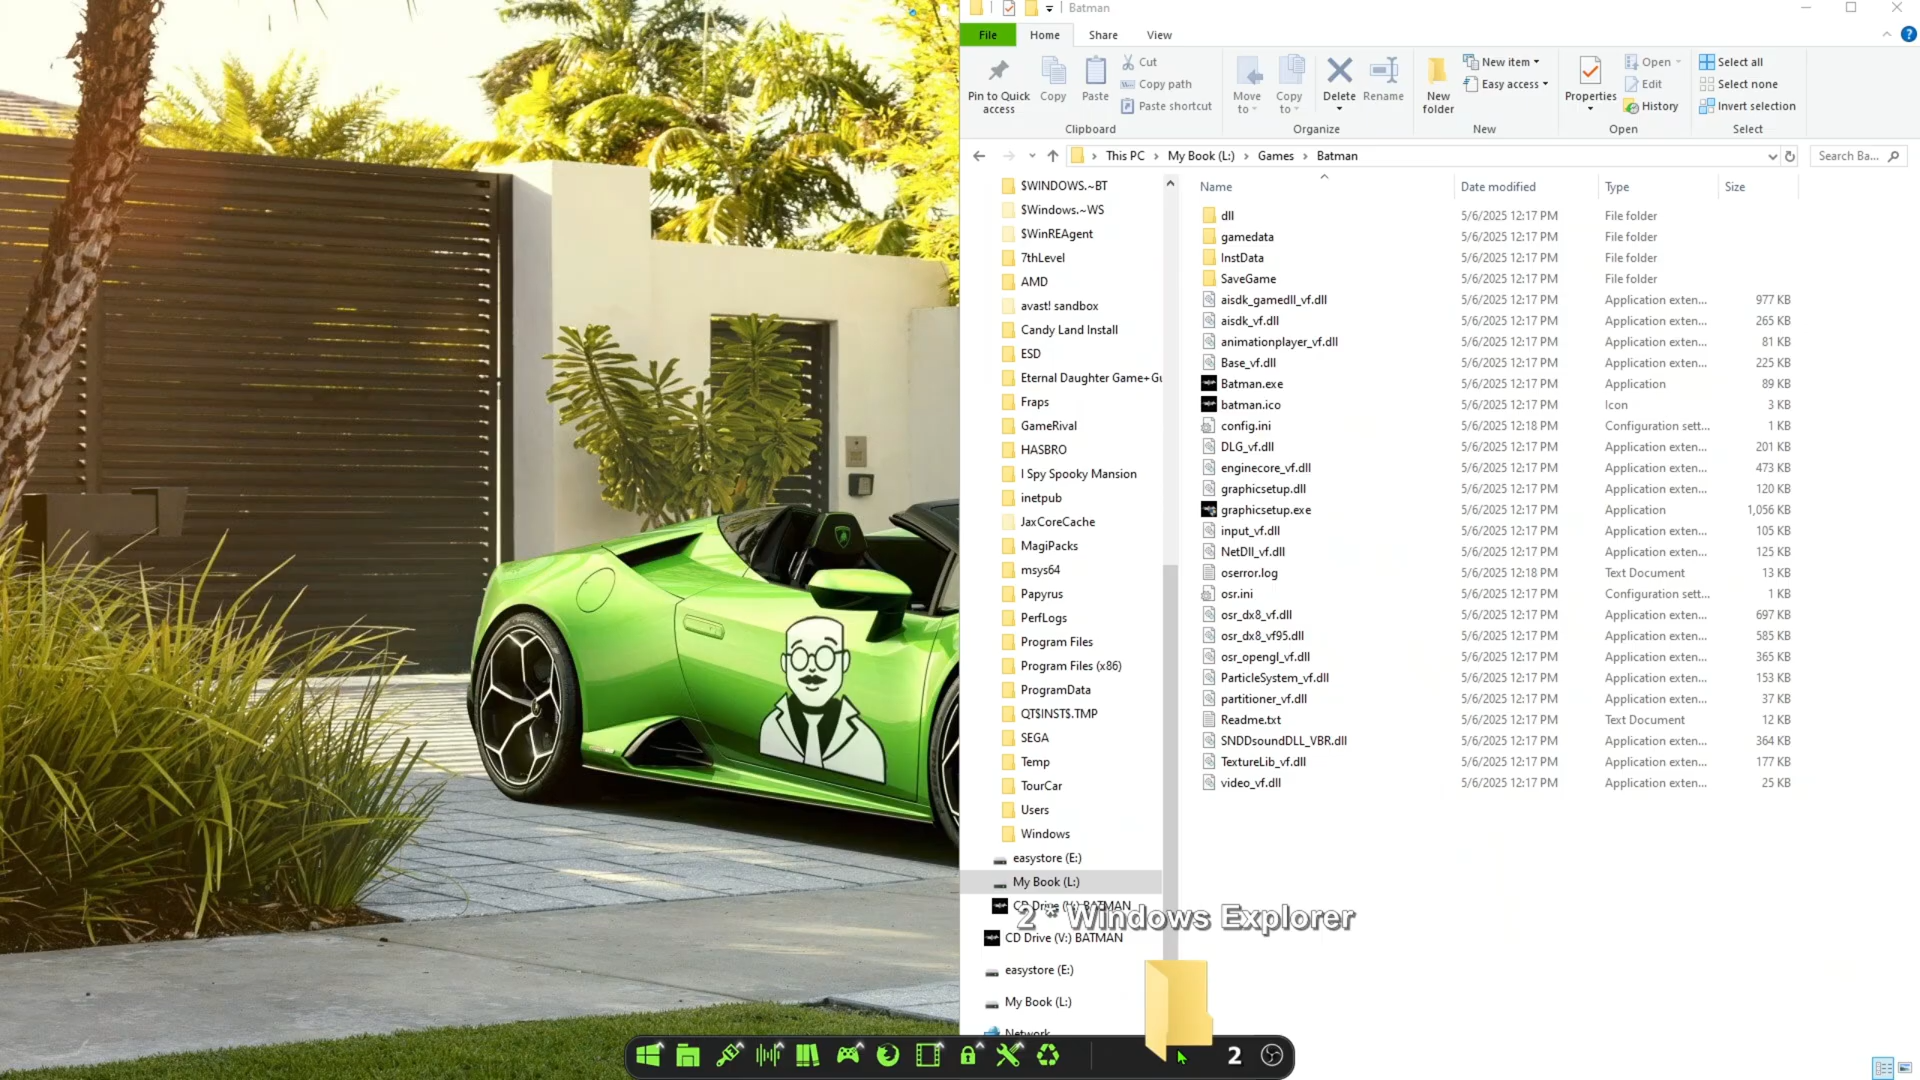 Batman
File Home Share View
Pin to Quick access
Copy
Paste
Cut
Copy path
Paste shortcut
Clipboard
Move to
Copy to
Delete
Rename
Organize
New folder
New item
Easy access
New
Properties
Open
Edit
History
Open
Select all
Select none
Invert selection
Select
This PC > My Book (L:) > Games > Batman
Search Ba...
$WINDOWS.~BT
$Windows.~WS
$WinREAgent
7thLevel
AMD
avast! sandbox
Candy Land Install
ESD
Eternal Daughter Game+Gu
Fraps
GameRival
HASBRO
I Spy Spooky Mansion
inetpub
JaxCoreCache
MagiPacks
msys64
Papyrus
PerfLogs
Program Files
Program Files (x86)
ProgramData
QT$INST$.TMP
SEGA
Temp
TourCar
Users
Windows
easystore (E:)
My Book (L:)
CD Drive (V:) BATMAN
easystore (E:)
My Book (L:)
Network
Name Date modified Type Size
dll 5/6/2025 12:17 PM File folder
gamedata 5/6/2025 12:17 PM File folder
InstData 5/6/2025 12:17 PM File folder
SaveGame 5/6/2025 12:17 PM File folder
aisdk_gamedll_vf.dll 5/6/2025 12:17 PM Application exten... 977 KB
aisdk_vf.dll 5/6/2025 12:17 PM Application exten... 265 KB
animationplayer_vf.dll 5/6/2025 12:17 PM Application exten... 81 KB
Base_vf.dll 5/6/2025 12:17 PM Application exten... 225 KB
Batman.exe 5/6/2025 12:17 PM Application 89 KB
batman.ico 5/6/2025 12:17 PM Icon 3 KB
config.ini 5/6/2025 12:18 PM Configuration sett... 1 KB
DLG_vf.dll 5/6/2025 12:17 PM Application exten... 201 KB
enginecore_vf.dll 5/6/2025 12:17 PM Application exten... 473 KB
graphicsetup.dll 5/6/2025 12:17 PM Application exten... 120 KB
graphicsetup.exe 5/6/2025 12:17 PM Application 1,056 KB
input_vf.dll 5/6/2025 12:17 PM Application exten... 105 KB
NetDll_vf.dll 5/6/2025 12:17 PM Application exten... 125 KB
oserror.log 5/6/2025 12:18 PM Text Document 13 KB
osr.ini 5/6/2025 12:17 PM Configuration sett... 1 KB
osr_dx8_vf.dll 5/6/2025 12:17 PM Application exten... 697 KB
osr_dx8_vf95.dll 5/6/2025 12:17 PM Application exten... 585 KB
osr_opengl_vf.dll 5/6/2025 12:17 PM Application exten... 365 KB
ParticleSystem_vf.dll 5/6/2025 12:17 PM Application exten... 153 KB
partitioner_vf.dll 5/6/2025 12:17 PM Application exten... 37 KB
Readme.txt 5/6/2025 12:17 PM Text Document 12 KB
SNDDsoundDLL_VBR.dll 5/6/2025 12:17 PM Application exten... 364 KB
TextureLib_vf.dll 5/6/2025 12:17 PM Application exten... 177 KB
video_vf.dll 5/6/2025 12:17 PM Application exten... 25 KB
2 * Windows Explorer
2